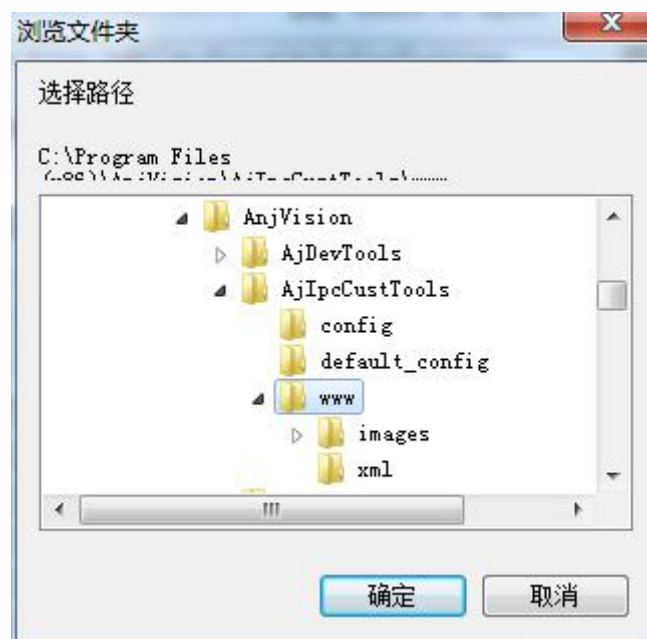 浏览文件夹
选择路径
C:\Program Files
AnjVision
AjDevTools
AjIpcCustTools
config
default_config
www
images
xml
确定
取消